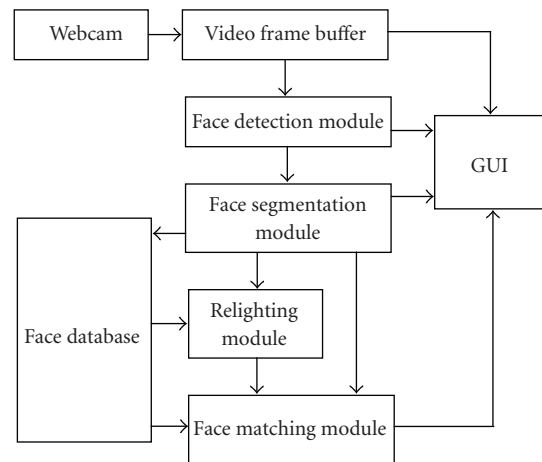 Webcam
Video frame buffer
Face detection module
GUI
Face segmentation
module
Relighting
module
Face database
Face matching module